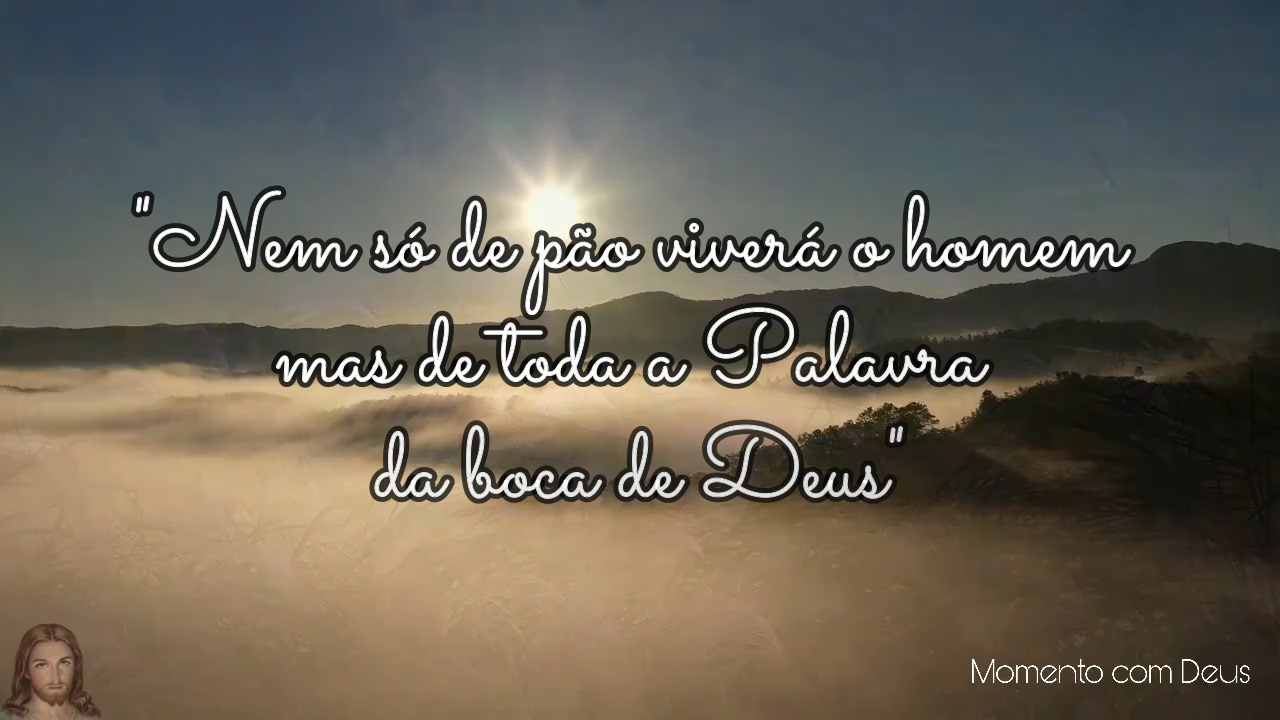 "Nem só de pão viverá o homem
mas de toda a Palavra
da boca de Deus"
Momento com Deus